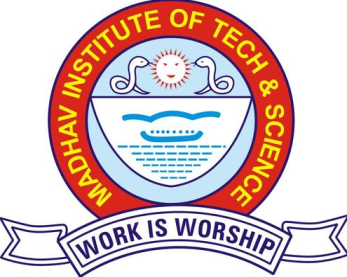 MADHAV INSTITUTE OF TECH & SCIENCE
WORK IS WORSHIP